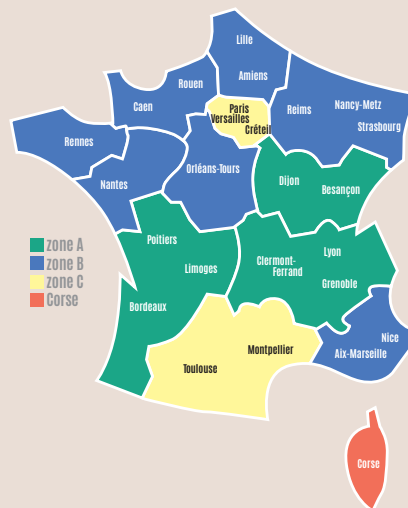 Lille
Amiens
Rouen
Caen
Paris
Versailles
Créteil
Reims
Nancy-Metz
Strasbourg
Rennes
Nantes
Orléans-Tours
Dijon
Besançon
Poitiers
Limoges
Clermont-
Ferrand
Lyon
Grenoble
zone A
zone B
zone C
Corse
Bordeaux
Toulouse
Montpellier
Nice
Aix-Marseille
Corse